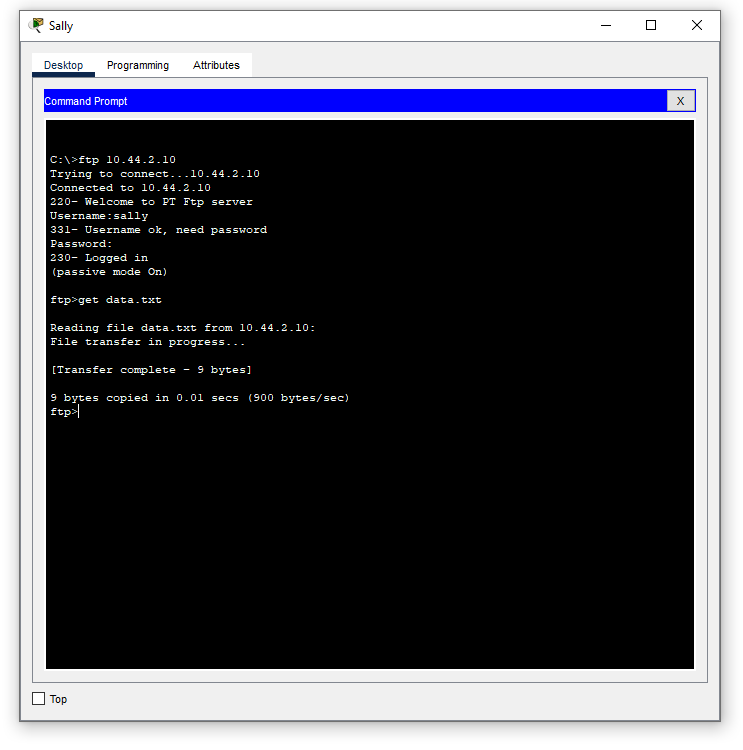 Sally
Desktop Programming Attributes
Command Prompt X
C:\>ftp 10.44.2.10
Trying to connect...10.44.2.10
Connected to 10.44.2.10
220- Welcome to PT Ftp server
Username:sally
331- Username ok, need password
Password:
230- Logged in
(passive mode On)
ftp>get data.txt
Reading file data.txt from 10.44.2.10:
File transfer in progress...
[Transfer complete - 9 bytes]
9 bytes copied in 0.01 secs (900 bytes/sec)
ftp>
Top